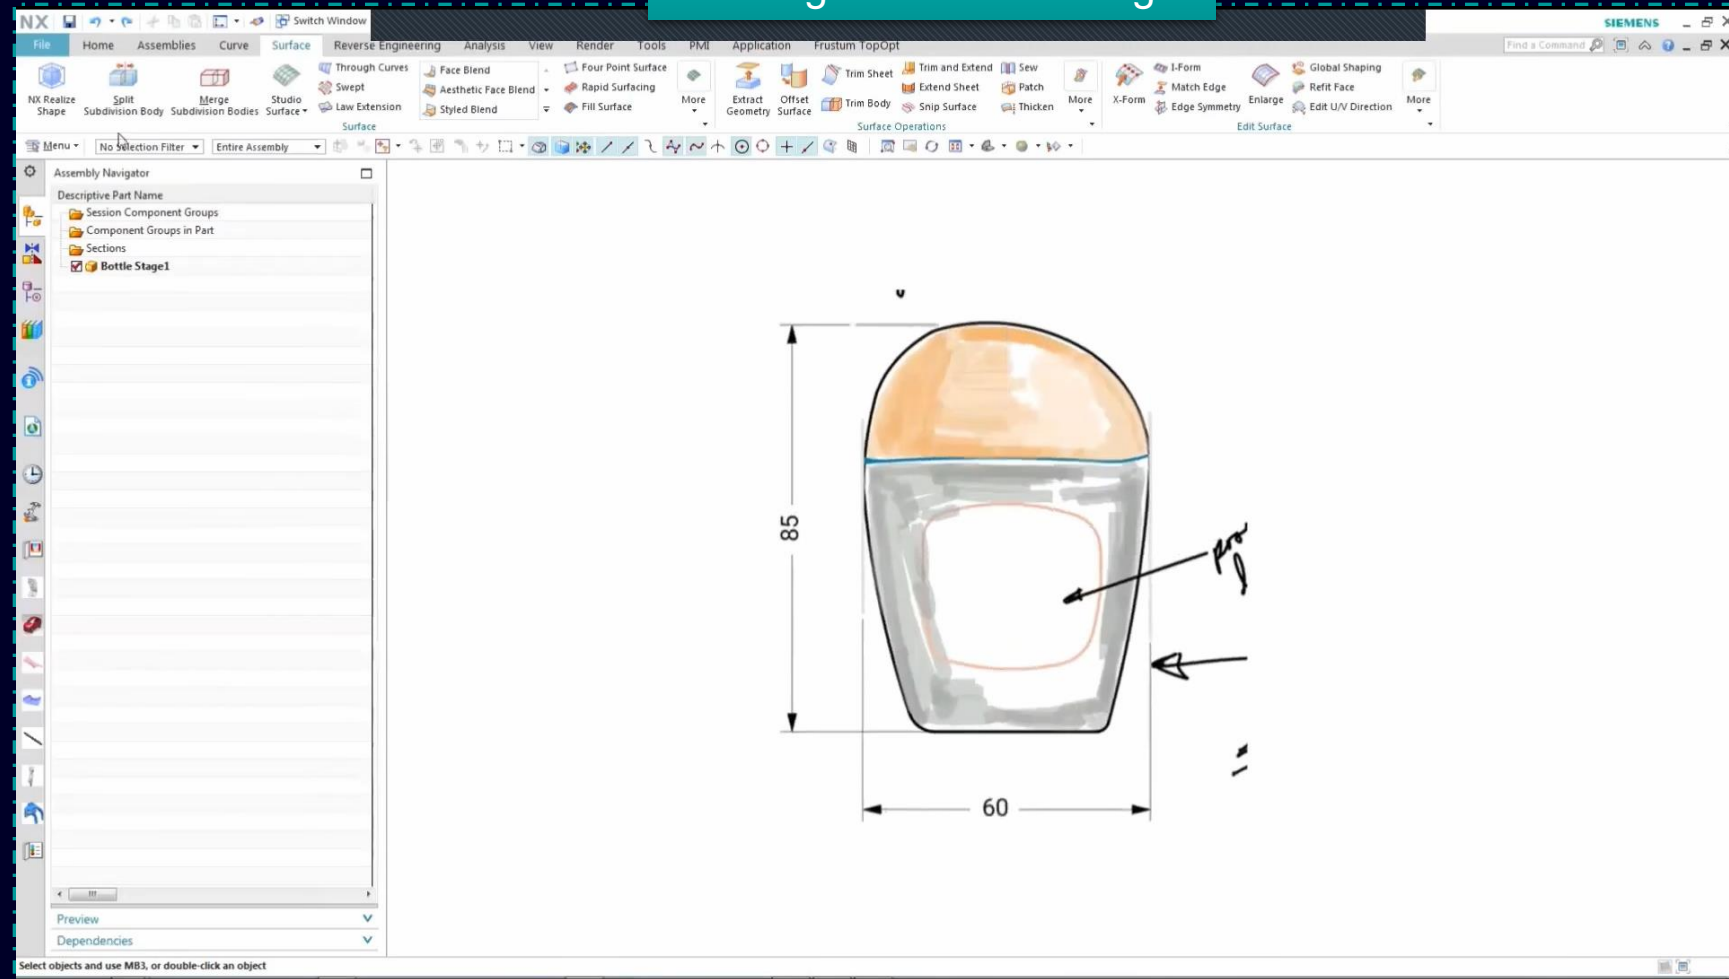 NX Switch Window SIEMENS
File Home Assemblies Curve Surface Reverse Engineering Analysis View Render Tools PMI Application Frustum TopOpt Find a Command
NX Realize Shape
Split Subdivision Body
Merge Subdivision Bodies
Studio Surface
Through Curves
Swept
Law Extension
Face Blend
Aesthetic Face Blend
Styled Blend
Four Point Surface
Rapid Surfacing
Fill Surface
More
Surface
Extract Geometry
Offset Surface
Trim Sheet
Trim Body
Trim and Extend
Extend Sheet
Snip Surface
Sew
Patch
Thicken
More
Surface Operations
X-Form
I-Form
Match Edge
Edge Symmetry
Enlarge
Global Shaping
Refit Face
Edit U/V Direction
More
Edit Surface
Menu No Selection Filter Entire Assembly
Assembly Navigator
Descriptive Part Name
Session Component Groups
Component Groups in Part
Sections
Bottle Stage1
85
60
Preview
Dependencies
Select objects and use MB3, or double-click an object